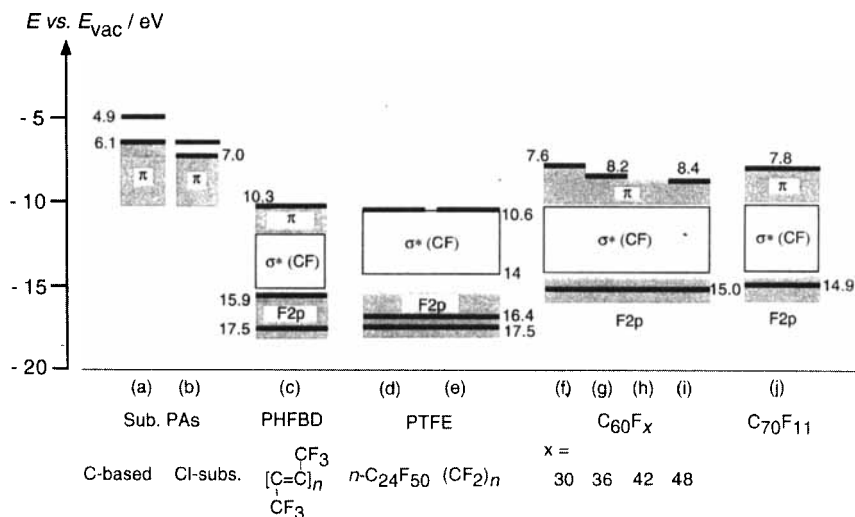 E vs. Evac / eV
- 5
- 10
- 15
- 20
4.9
6.1
7.0
π
π
10.3
π
σ* (CF)
15.9
F2p
17.5
10.6
σ* (CF)
14
F2p
16.4
17.5
7.6
8.2
8.4
π
σ* (CF)
15.0
F2p
7.8
π
σ* (CF)
14.9
F2p
(a) (b) (c) (d) (e) (f) (g) (h) (i) (j)
Sub. PAs PHFBD PTFE C60Fx C70F11
C-based Cl-subs. CF3 [C=C]n CF3 n-C24F50 (CF2)n x = 30 36 42 48